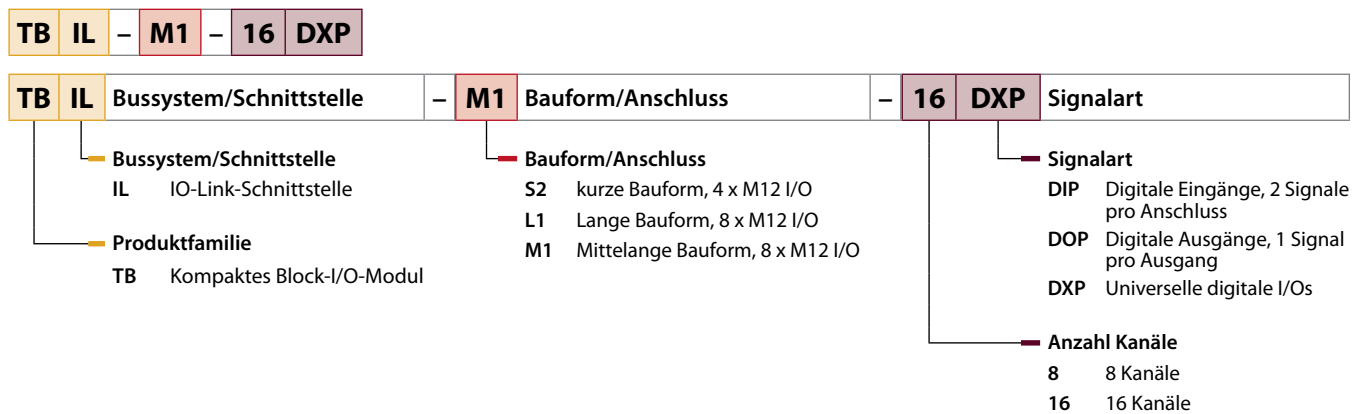 TB IL – M1 – 16 DXP
TB IL Bussystem/Schnittstelle – M1 Bauform/Anschluss – 16 DXP Signalart
Bussystem/Schnittstelle
IL IO-Link-Schnittstelle
Produktfamilie
TB Kompaktes Block-I/O-Modul
Bauform/Anschluss
S2 kurze Bauform, 4 x M12 I/O
L1 Lange Bauform, 8 x M12 I/O
M1 Mittelange Bauform, 8 x M12 I/O
Signalart
DIP Digitale Eingänge, 2 Signale
pro Anschluss
DOP Digitale Ausgänge, 1 Signal
pro Ausgang
DXP Universelle digitale I/Os
Anzahl Kanäle
8 8 Kanäle
16 16 Kanäle